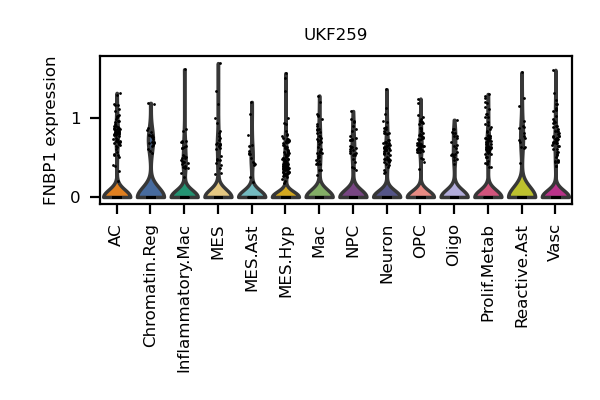 UKF259
FNBP1 expression
1
0
AC
Chromatin.Reg
Inflammatory.Mac
MES
MES.Ast
MES.Hyp
Mac
NPC
Neuron
OPC
Oligo
Prolif.Metab
Reactive.Ast
Vasc